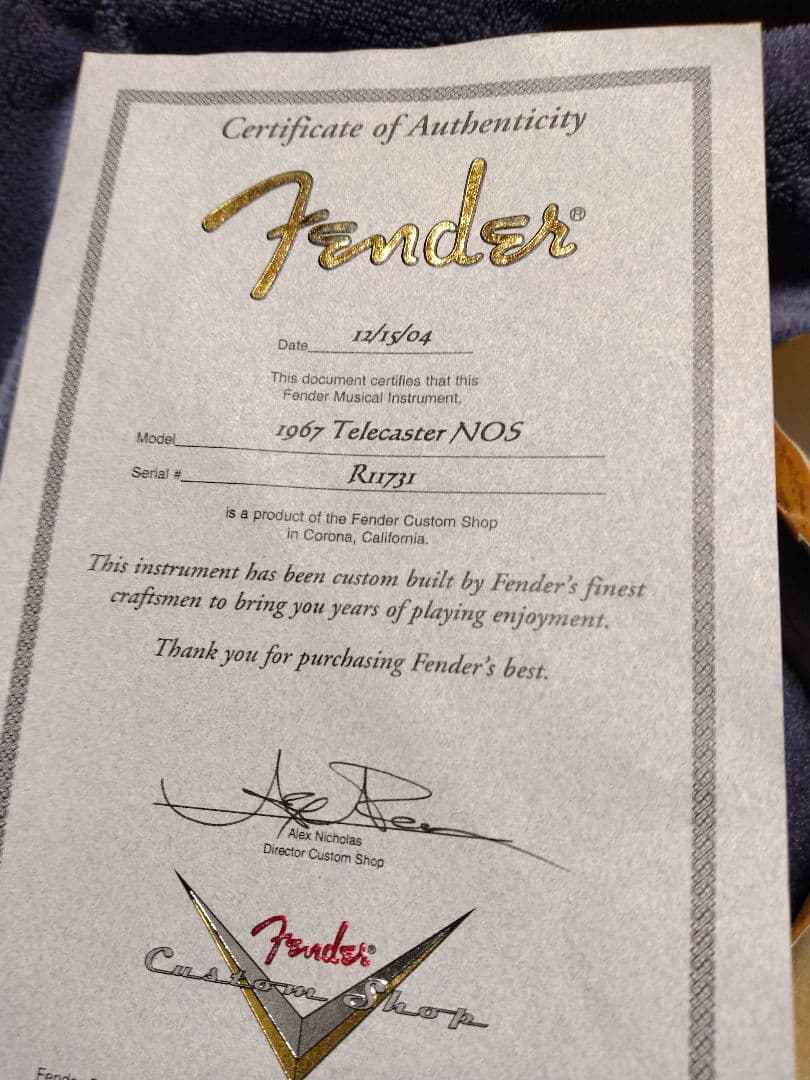 Certificate of Authenticity
Fender®
Date 12/15/04
This document certifies that this
Fender Musical Instrument,
Model 1967 Telecaster NOS
Serial # R11731
is a product of the Fender Custom Shop
in Corona, California.
This instrument has been custom built by Fender's finest
craftsmen to bring you years of playing enjoyment.
Thank you for purchasing Fender's best.
Alex Nicholas
Director Custom Shop
Fender®
Custom Shop